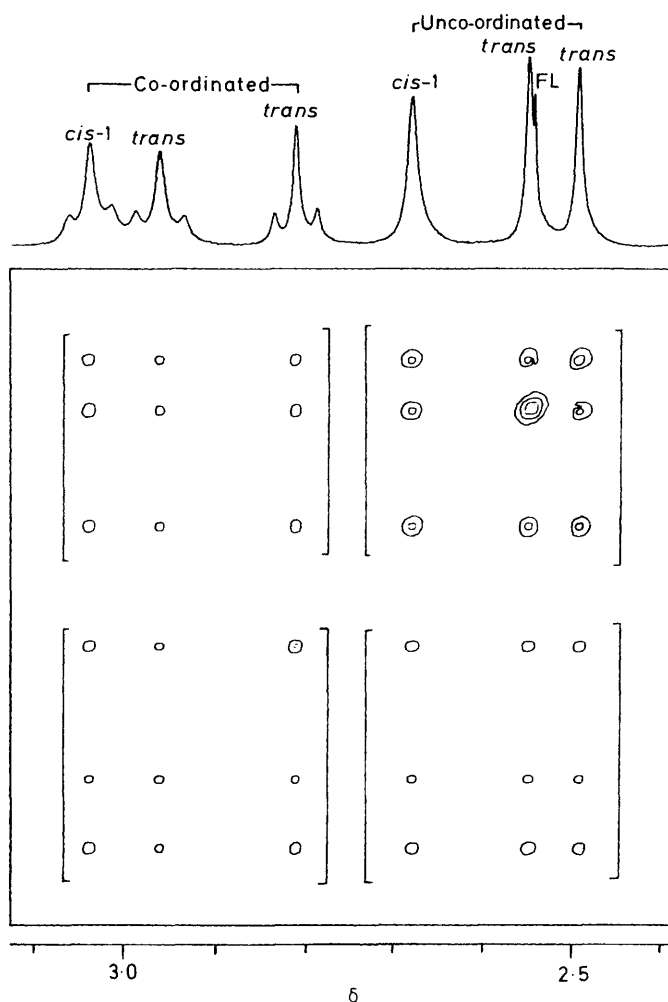 Unco-ordinated
trans
trans
Co-ordinated
cis-1
FL
trans
cis-1
trans
3·0
2·5
δ